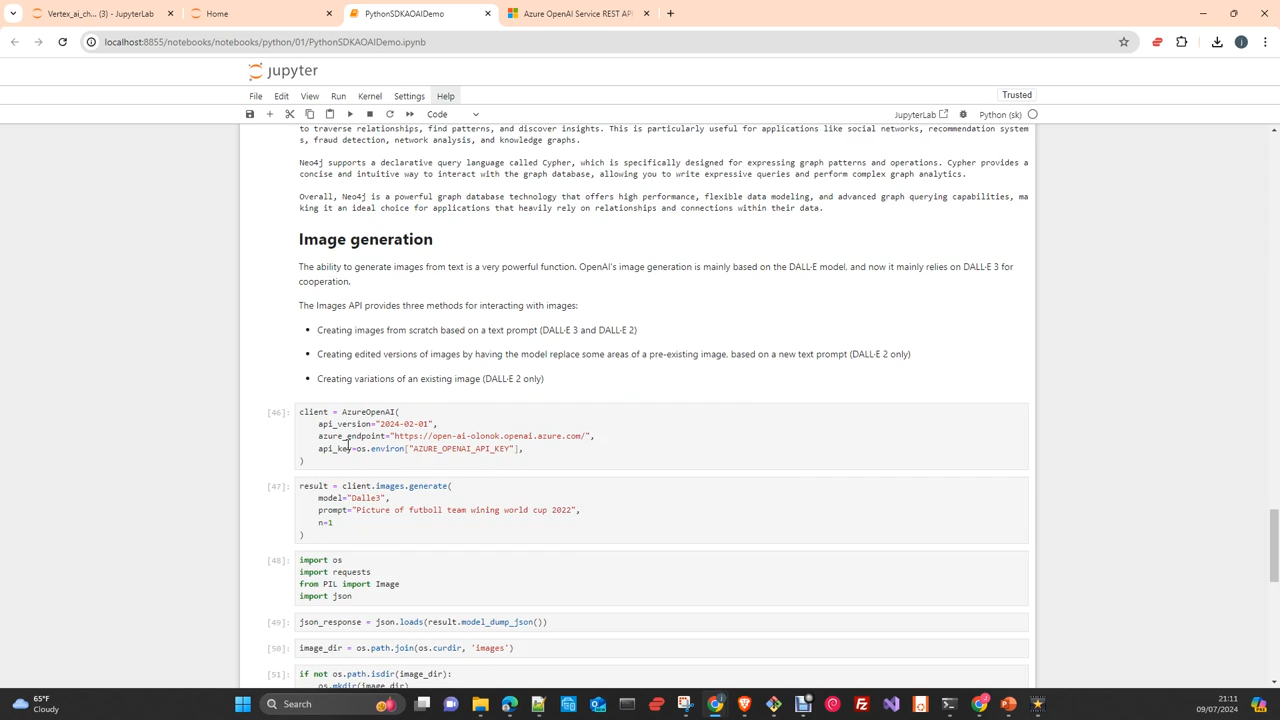 Vertex_ai_ch... (3) - JupyterLab
Home
PythonSDKAOAIDemo
Azure OpenAI Service REST API
localhost:8855/notebooks/notebooks/python/01/PythonSDKAOAIDemo.ipynb
jupyter
File Edit View Run Kernel Settings Help
Trusted
Code
JupyterLab
Python (sk)
to traverse relationships, find patterns, and discover insights. This is particularly useful for applications like social networks, recommendation system
s, fraud detection, network analysis, and knowledge graphs.
Neo4j supports a declarative query language called Cypher, which is specifically designed for expressing graph patterns and operations. Cypher provides a
concise and intuitive way to interact with the graph database, allowing you to write expressive queries and perform complex graph analytics.
Overall, Neo4j is a powerful graph database technology that offers high performance, flexible data modeling, and advanced graph querying capabilities, ma
king it an ideal choice for applications that heavily rely on relationships and connections within their data.
Image generation
The ability to generate images from text is a very powerful function. OpenAI's image generation is mainly based on the DALL·E model, and now it mainly relies on DALL·E 3 for
cooperation.
The Images API provides three methods for interacting with images:
• Creating images from scratch based on a text prompt (DALL·E 3 and DALL·E 2)
• Creating edited versions of images by having the model replace some areas of a pre-existing image, based on a new text prompt (DALL·E 2 only)
• Creating variations of an existing image (DALL·E 2 only)
[46]: client = AzureOpenAI(
api_version="2024-02-01",
azure_endpoint="https://open-ai-olonok.openai.azure.com/",
api_key=os.environ["AZURE_OPENAI_API_KEY"],
)
[47]: result = client.images.generate(
model="Dalle3",
prompt="Picture of futboll team wining world cup 2022",
n=1
)
[48]: import os
import requests
from PIL import Image
import json
[49]: json_response = json.loads(result.model_dump_json())
[50]: image_dir = os.path.join(os.curdir, 'images')
[51]: if not os.path.isdir(image_dir):
os.mkdir(image_dir)
65°F
Cloudy
Search
21:11
09/07/2024